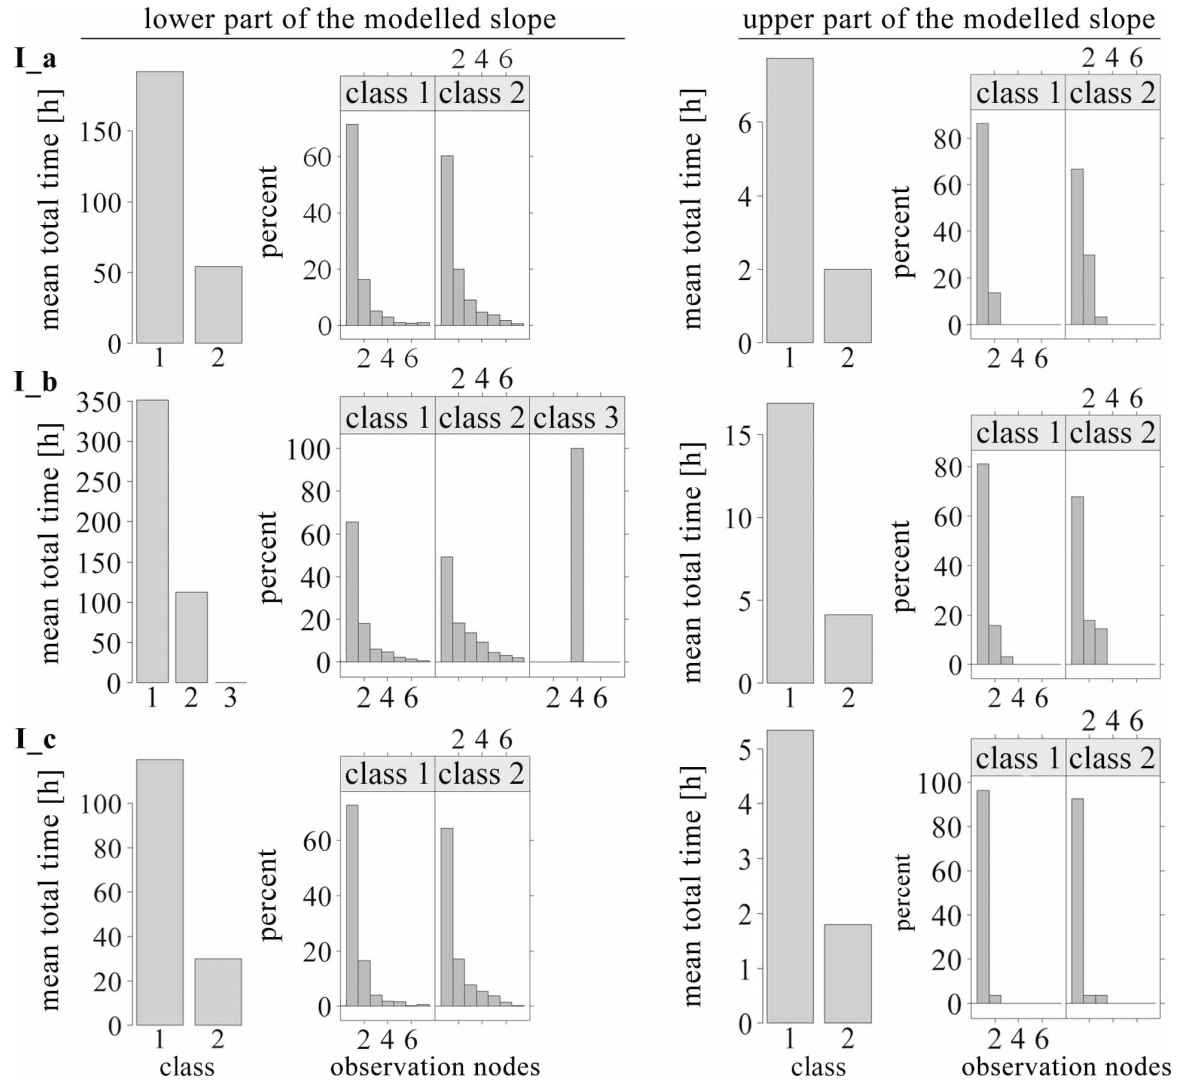 lower part of the modelled slope
upper part of the modelled slope
I_a
mean total time [h]
150
100
50
0
1 2
percent
60
40
20
0
2 4 6
class 1 class 2
2 4 6
mean total time [h]
6
4
2
0
1 2
percent
80
60
40
20
0
2 4 6
class 1 class 2
2 4 6
I_b
mean total time [h]
350
300
250
200
150
100
50
0
1 2 3
percent
100
80
60
40
20
0
2 4 6
class 1 class 2 class 3
2 4 6 2 4 6
mean total time [h]
15
10
5
0
1 2
percent
80
60
40
20
0
2 4 6
class 1 class 2
2 4 6
I_c
mean total time [h]
100
80
60
40
20
0
1 2
class
percent
60
40
20
0
2 4 6
class 1 class 2
2 4 6
observation nodes
mean total time [h]
5
4
3
2
1
0
1 2
class
percent
100
80
60
40
20
0
2 4 6
class 1 class 2
2 4 6
observation nodes